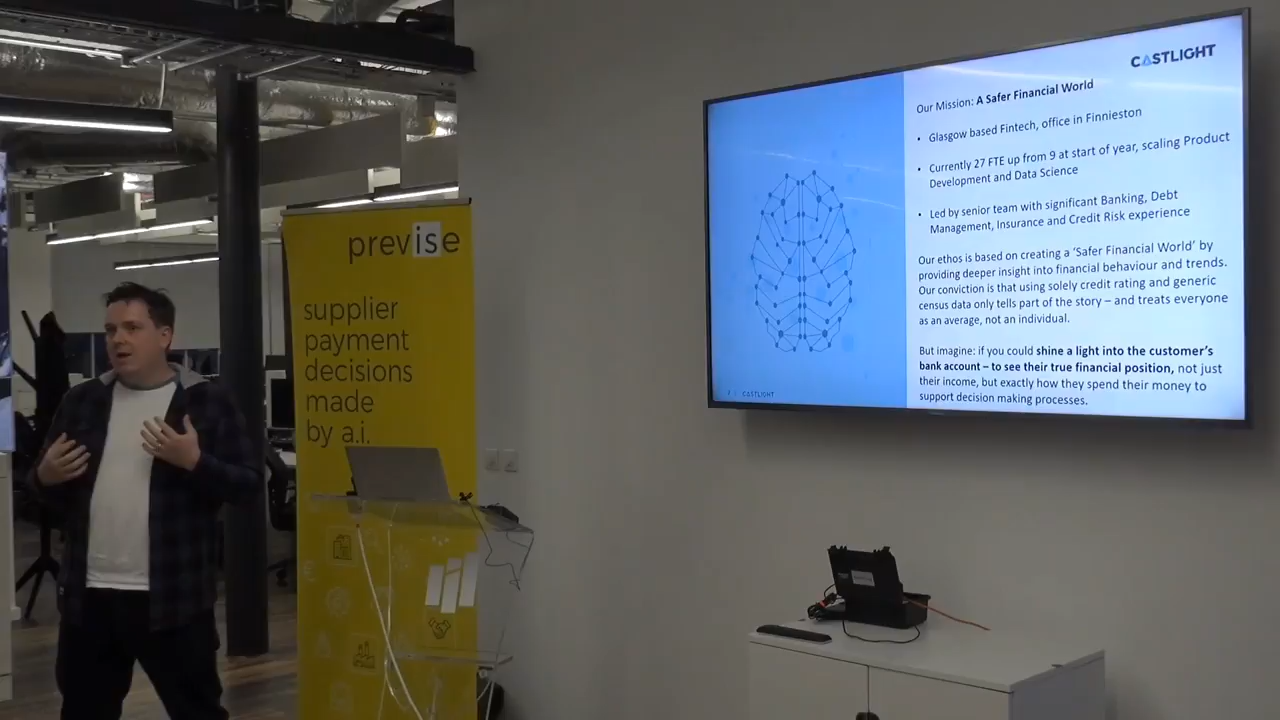 previse
supplier
payment
decisions
made
by a.i.
CASTLIGHT
Our Mission: A Safer Financial World
• Glasgow based Fintech, office in Finnieston
• Currently 27 FTE up from 9 at start of year, scaling Product
Development and Data Science
• Led by senior team with significant Banking, Debt
Management, Insurance and Credit Risk experience
Our ethos is based on creating a ‘Safer Financial World’ by
providing deeper insight into financial behaviour and trends.
Our conviction is that using solely credit rating and generic
census data only tells part of the story – and treats everyone
as an average, not an individual.
But imagine: if you could shine a light into the customer’s
bank account – to see their true financial position, not just
their income, but exactly how they spend their money to
support decision making processes.
CASTLIGHT